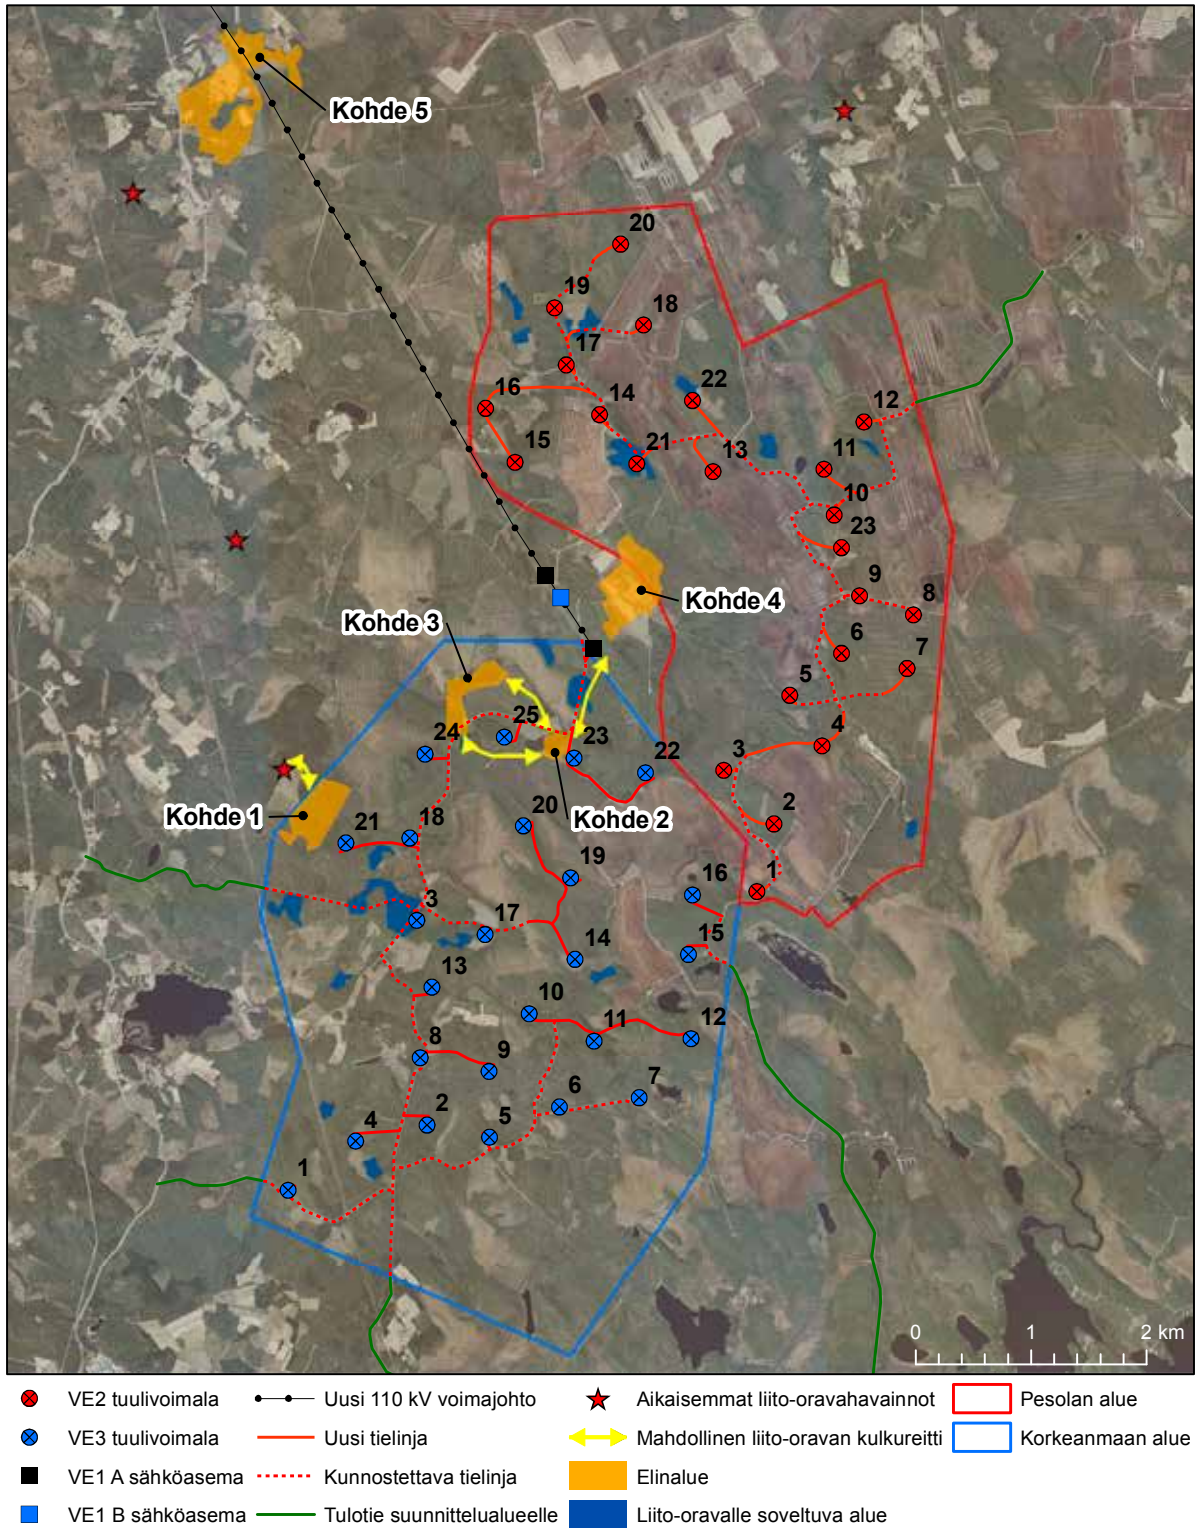 Kohde 5
20
19
18
17
22
16
14
12
15
21
13
11
10
23
9
8
Kohde 4
Kohde 3
6
7
5
25
24
23
4
22
3
Kohde 1
20
Kohde 2
2
21
18
19
16
1
3
17
15
14
13
10
11
12
8
9
7
6
2
5
4
1
0 1 2 km
VE2 tuulivoimala
Uusi 110 kV voimajohto
Aikaisemmat liito-oravahavainnot
Pesolan alue
VE3 tuulivoimala
Uusi tielinja
Mahdollinen liito-oravan kulkureitti
Korkeanmaan alue
VE1 A sähköasema
Kunnostettava tielinja
Elinalue
VE1 B sähköasema
Tulotie suunnittelualueelle
Liito-oravalle soveltuva alue